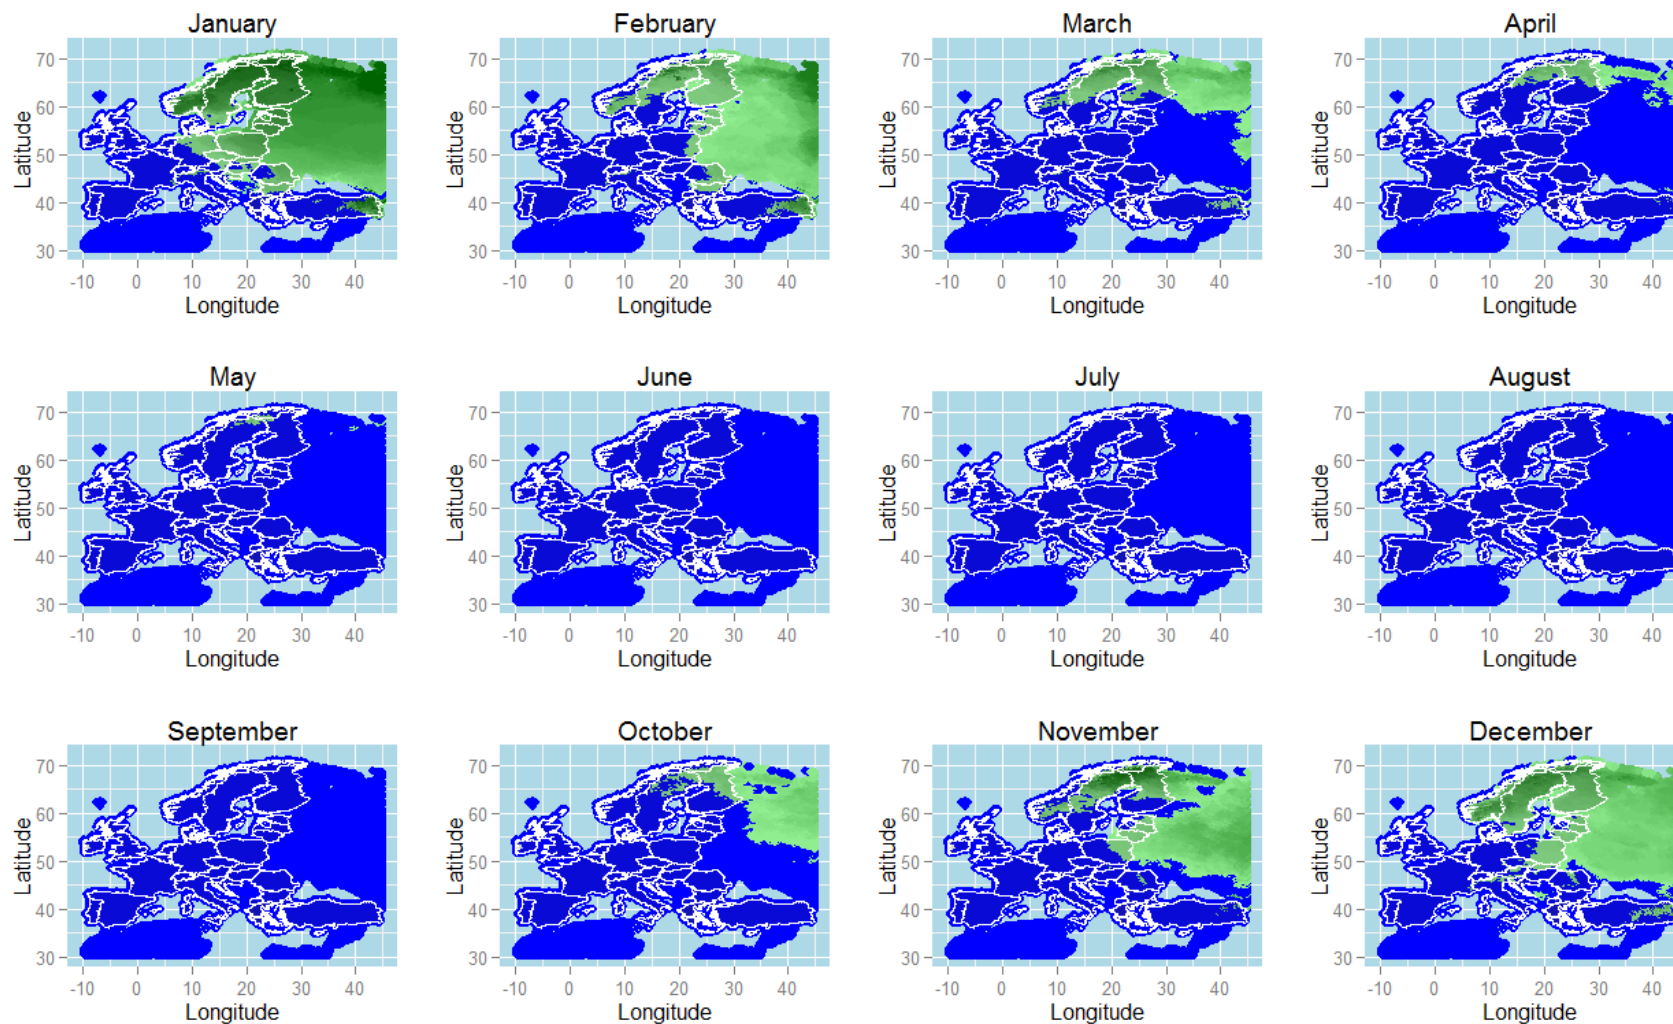 January February March April
70 70 70 70
60 60 60 60
50 50 50 50
40 40 40 40
30 30 30 30
Latitude Latitude Latitude Latitude
-10 0 10 20 30 40 -10 0 10 20 30 40 -10 0 10 20 30 40 -10 0 10 20 30 40
Longitude Longitude Longitude Longitude
May June July August
70 70 70 70
60 60 60 60
50 50 50 50
40 40 40 40
30 30 30 30
Latitude Latitude Latitude Latitude
-10 0 10 20 30 40 -10 0 10 20 30 40 -10 0 10 20 30 40 -10 0 10 20 30 40
Longitude Longitude Longitude Longitude
September October November December
70 70 70 70
60 60 60 60
50 50 50 50
40 40 40 40
30 30 30 30
Latitude Latitude Latitude Latitude
-10 0 10 20 30 40 -10 0 10 20 30 40 -10 0 10 20 30 40 -10 0 10 20 30 40
Longitude Longitude Longitude Longitude